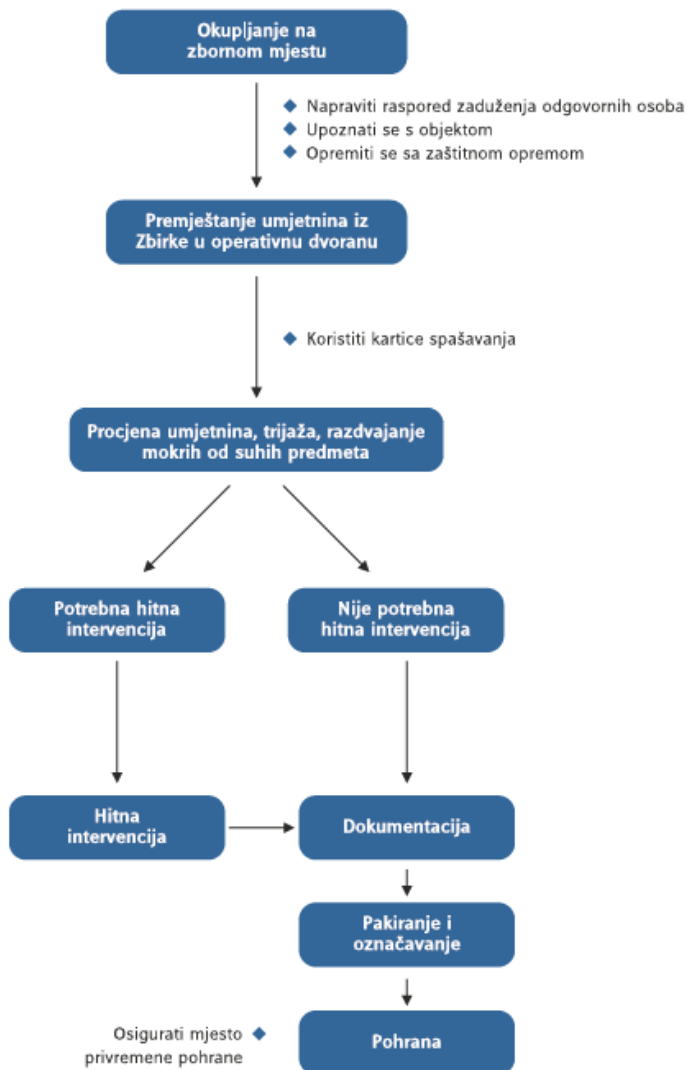 Okupljanje na
zbornom mjestu
Napraviti raspored zaduženja odgovornih osoba
Upoznati se s objektom
Opremiti se sa zaštitnom opremom
Premještanje umjetnina iz
Zbirke u operativnu dvoranu
Koristiti kartice spašavanja
Procjena umjetnina, trijaža, razdvajanje
mokrih od suhih predmeta
Potrebna hitna
intervencija
Nije potrebna
hitna intervencija
Hitna
intervencija
Dokumentacija
Pakiranje i
označavanje
Osigurati mjesto
privremene pohrane
Pohrana